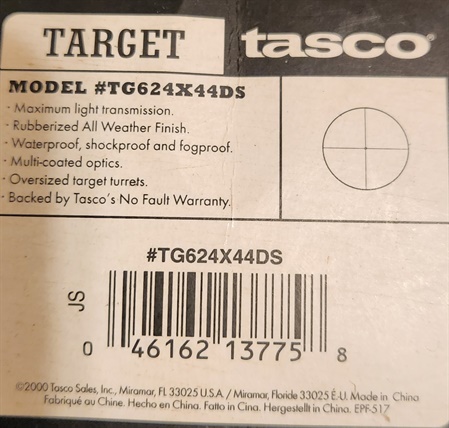 TARGET
tasco®
MODEL #TG624X44DS
· Maximum light transmission.
· Rubberized All Weather Finish.
· Waterproof, shockproof and fogproof.
· Multi-coated optics.
· Oversized target turrets.
· Backed by Tasco's No Fault Warranty.
#TG624X44DS
JS
0 46162 13775 8
©2000 Tasco Sales, Inc., Miramar, FL 33025 U.S.A. / Miramar, Floride 33025 É.U. Made in China
Fabriqué au Chine. Hecho en China. Fatto in Cina. Hergestellt in China. EPF-517